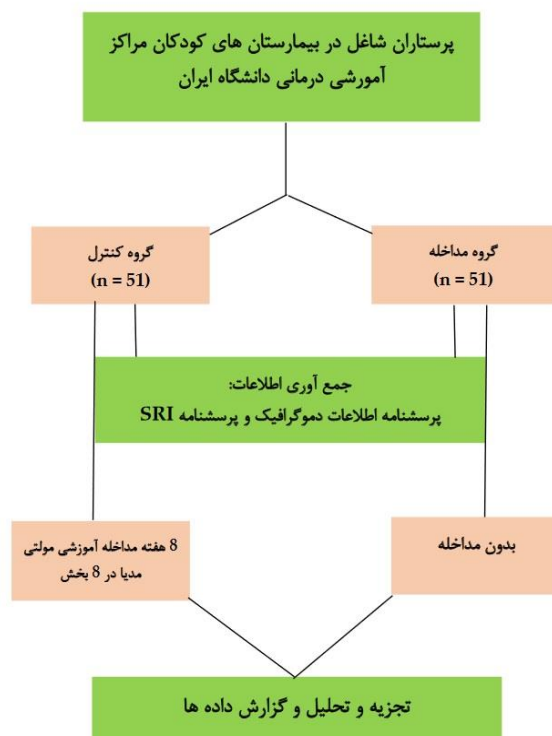 پرستاران شاغل در بیمارستان های کودکان مراکز
آمورشی درمانی دانشگاه ایران
گروه مداخله
(n = 51)
گروه کنترل
(n = 51)
جمع آوری اطلاعات:
پرسشنامه اطلاعات دموگرافیک و پرسشنامه SRI
بدون مداخله
8 هفته مداخله آموزشی مولتی
مدیا در 8 بخش
تجزیه و تحلیل و گزارش داده ها